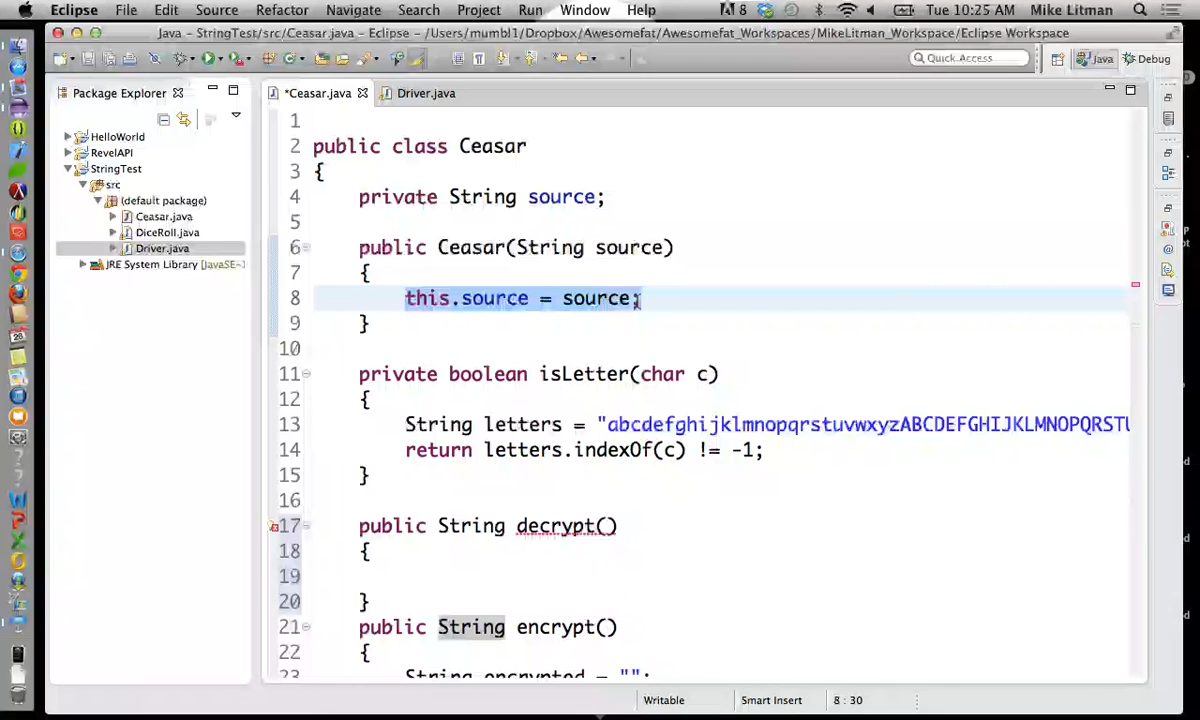 Eclipse File Edit Source Refactor Navigate Search Project Run Window Help 8 Tue 10:25 AM Mike Litman
Java - StringTest/src/Ceasar.java - Eclipse - /Users/mumbl1/Dropbox/Awesomefat/Awesomefat_Workspaces/MikeLitman_Workspace/Eclipse Workspace
Quick Access Java Debug
Package Explorer
*Ceasar.java Driver.java
HelloWorld
RevelAPI
StringTest
src
(default package)
Ceasar.java
DiceRoll.java
Driver.java
JRE System Library [JavaSE-
1
2 public class Ceasar
3 {
4 private String source;
5
6 public Ceasar(String source)
7 {
8 this.source = source;
9 }
10
11 private boolean isLetter(char c)
12 {
13 String letters = "abcdefghijklmnopqrstuvwxyzABCDEFGHIJKLMNOPQRSTU
14 return letters.indexOf(c) != -1;
15 }
16
17 public String decrypt()
18 {
19
20 }
21 public String encrypt()
22 {
23 String encrypted = "";
Writable Smart Insert 8 : 30